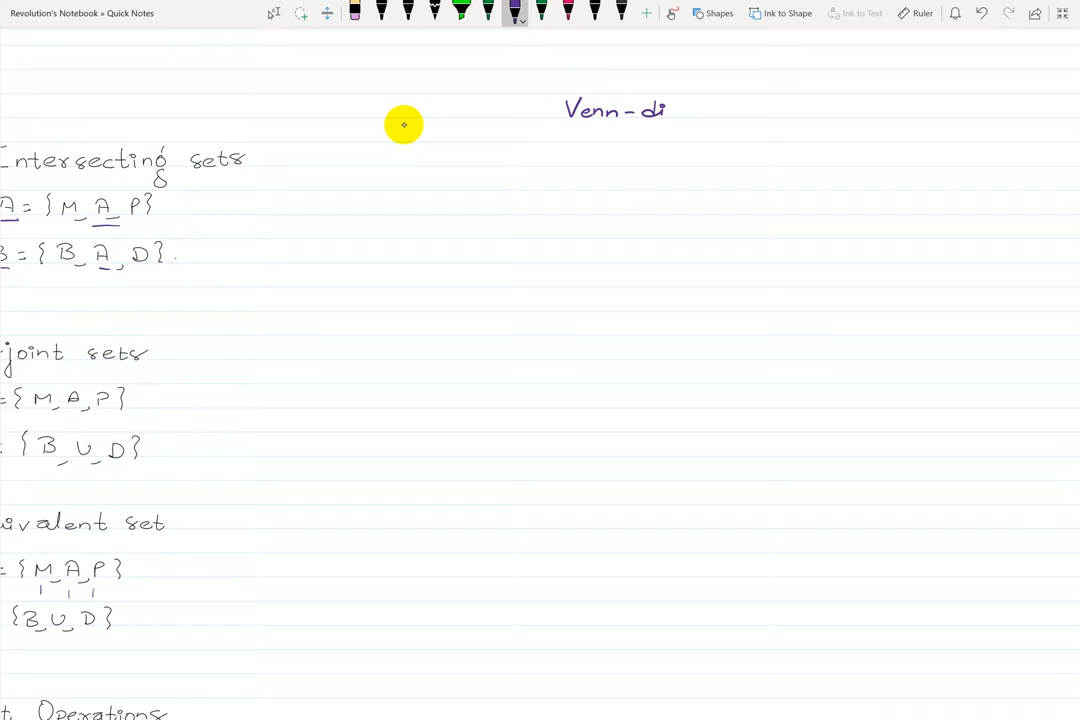 Revolution's Notebook » Quick Notes
Shapes
Ink to Shape
Ink to Text
Ruler
Venn-di
Intersecting sets
A = { M, A, P}
B = { B, A, D}.
joint sets
= { M, A, P}
= { B, U, D}
ivalent set
= { M, A, P}
{B, U, D}
t Operations